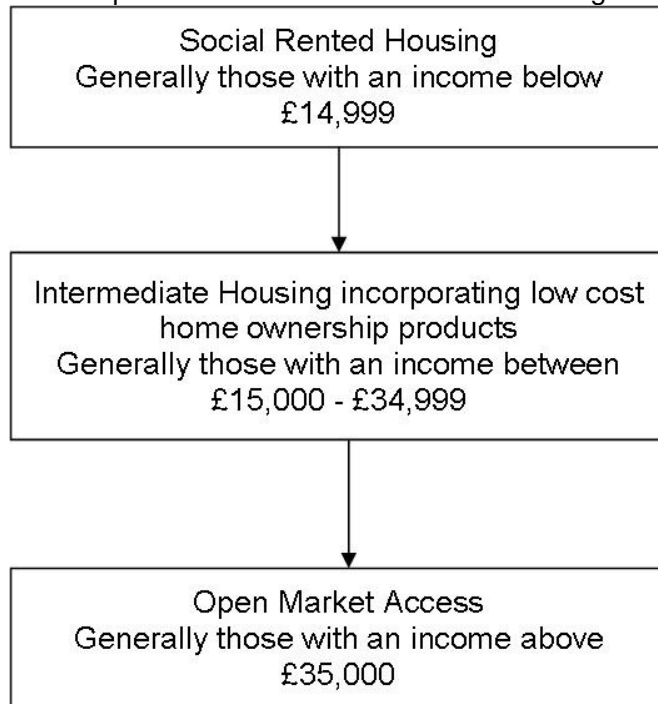 Social Rented Housing
Generally those with an income below
£14,999
Intermediate Housing incorporating low cost
home ownership products
Generally those with an income between
£15,000 - £34,999
Open Market Access
Generally those with an income above
£35,000